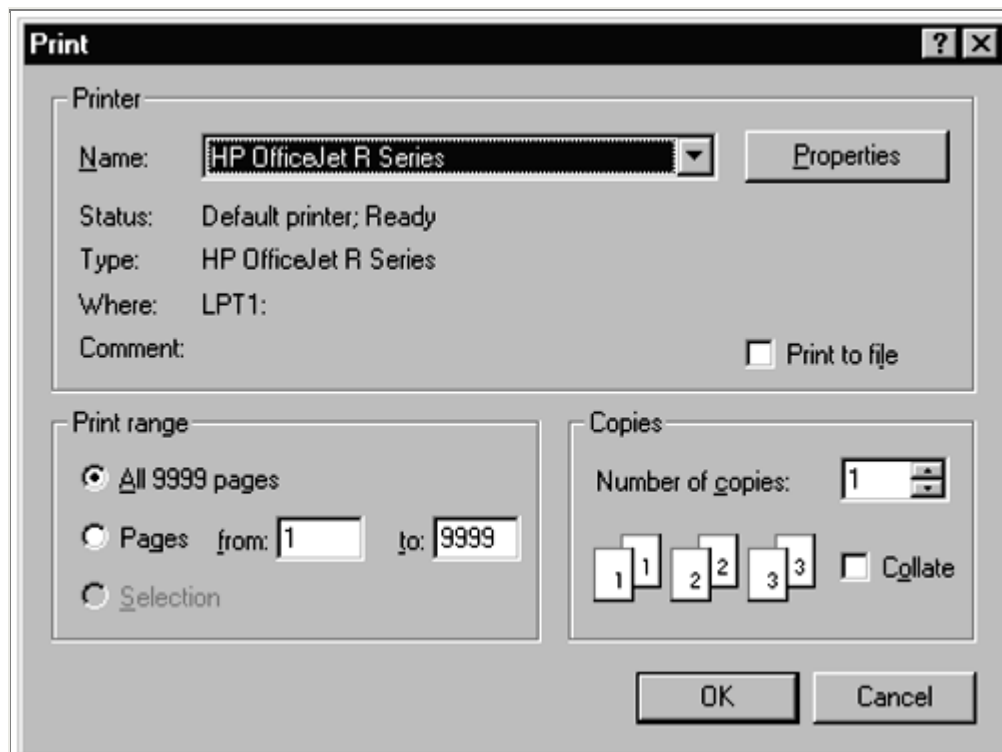 Print
Printer
Name: HP OfficeJet R Series Properties
Status: Default printer; Ready
Type: HP OfficeJet R Series
Where: LPT1:
Comment: Print to file
Print range
All 9999 pages
Pages from: 1 to: 9999
Selection
Copies
Number of copies: 1
1 1 2 2 3 3 Collate
OK Cancel